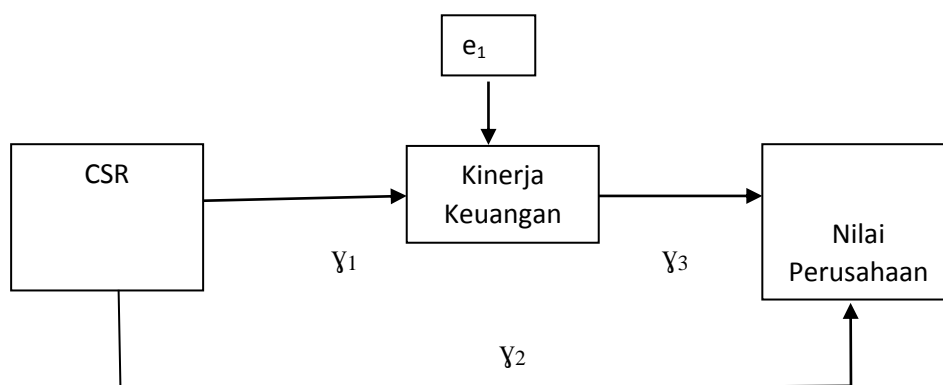 e₁
CSR
Kinerja
Keuangan
Nilai
Perusahaan
Ɣ1
Ɣ3
Ɣ2